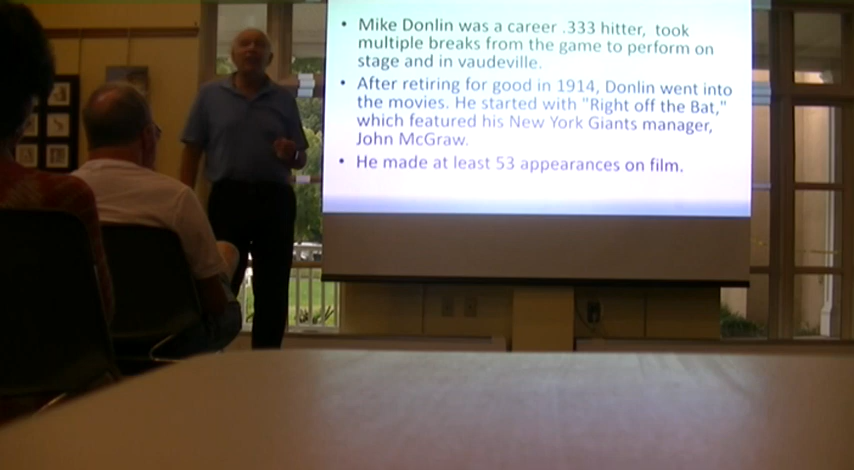 • Mike Donlin was a career .333 hitter, took
multiple breaks from the game to perform on
stage and in vaudeville.
• After retiring for good in 1914, Donlin went into
the movies. He started with "Right off the Bat,"
which featured his New York Giants manager,
John McGraw.
• He made at least 53 appearances on film.